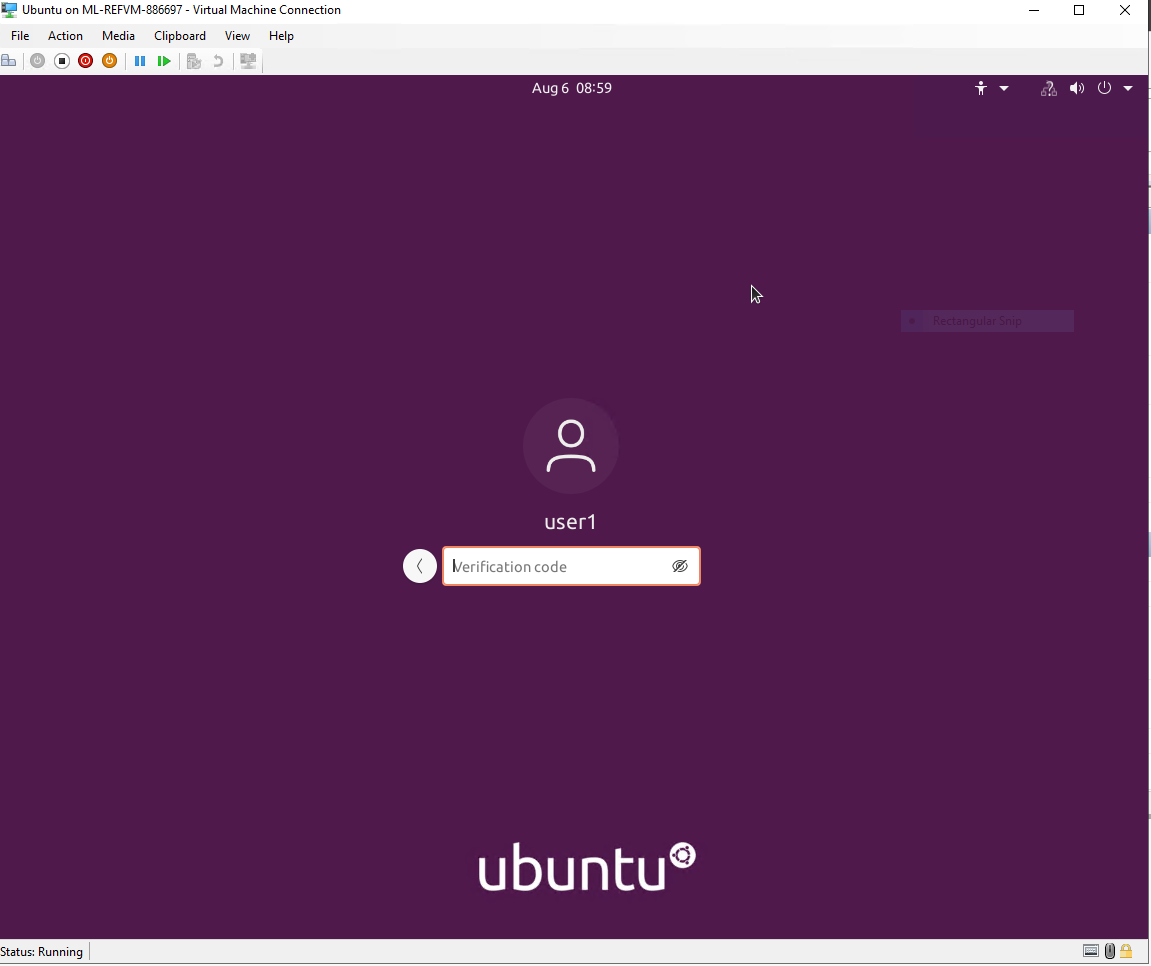 Ubuntu on ML-REFVM-886697 - Virtual Machine Connection
File Action Media Clipboard View Help
Aug 6 08:59
Rectangular Snip
user1
Verification code
ubuntu
Status: Running